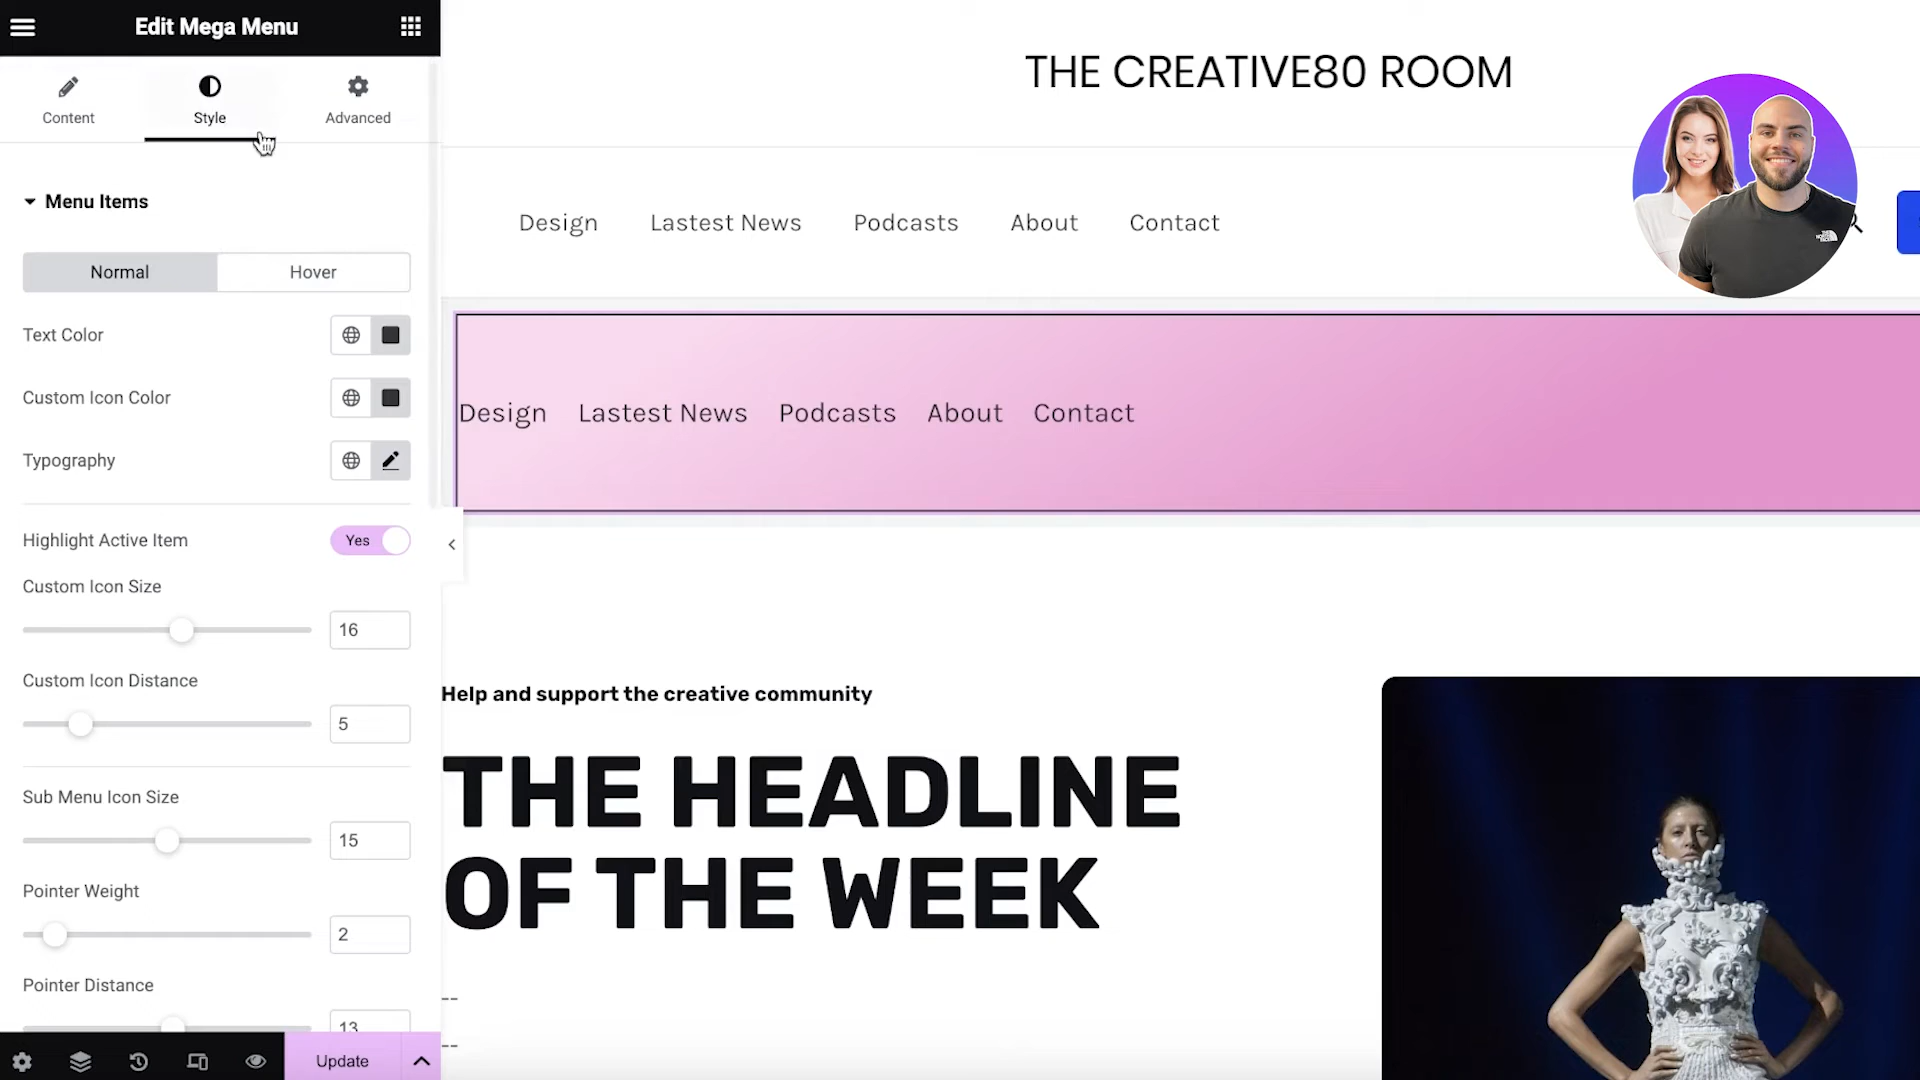 Edit Mega Menu
Content
Style
Advanced
Menu Items
Normal
Hover
Text Color
Custom Icon Color
Typography
Highlight Active Item
Yes
Custom Icon Size
16
Custom Icon Distance
5
Sub Menu Icon Size
15
Pointer Weight
2
Pointer Distance
13
Update
THE CREATIVE80 ROOM
Design Lastest News Podcasts About Contact
THE NORTH FACE
Design Lastest News Podcasts About Contact
Help and support the creative community
THE HEADLINE
OF THE WEEK
--
--